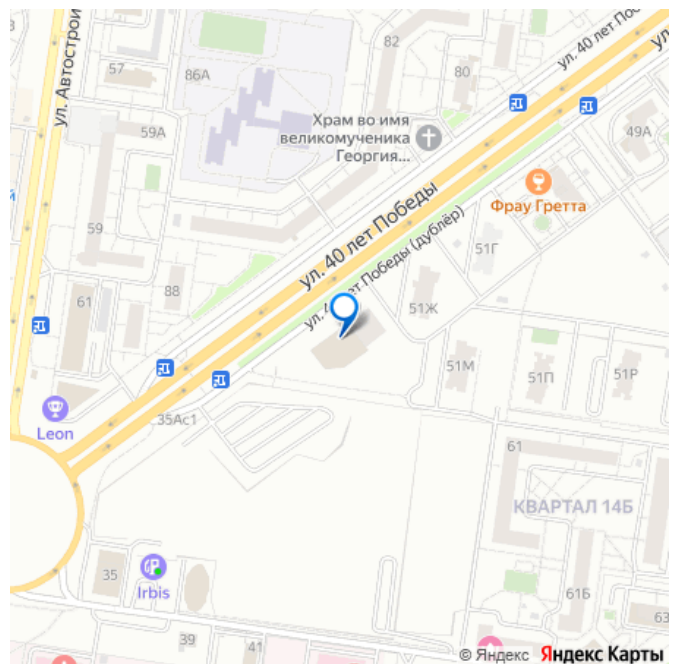 ул. Автострои
57
86А
82
80
ул. 40 лет Побе
ул
59А
Храм во имя
великомученика
Георгия...
49А
Фрау Гретта
й
ул. 40 лет Победы
59
51Г
ул. 4 лет Победы (дублёр)
88
61
51Ж
51М
51П
51Р
Leon
35Ас1
61
КВАРТАЛ 14Б
35
Irbis
61Б
63
39
41
© Яндекс Яндекс Карты